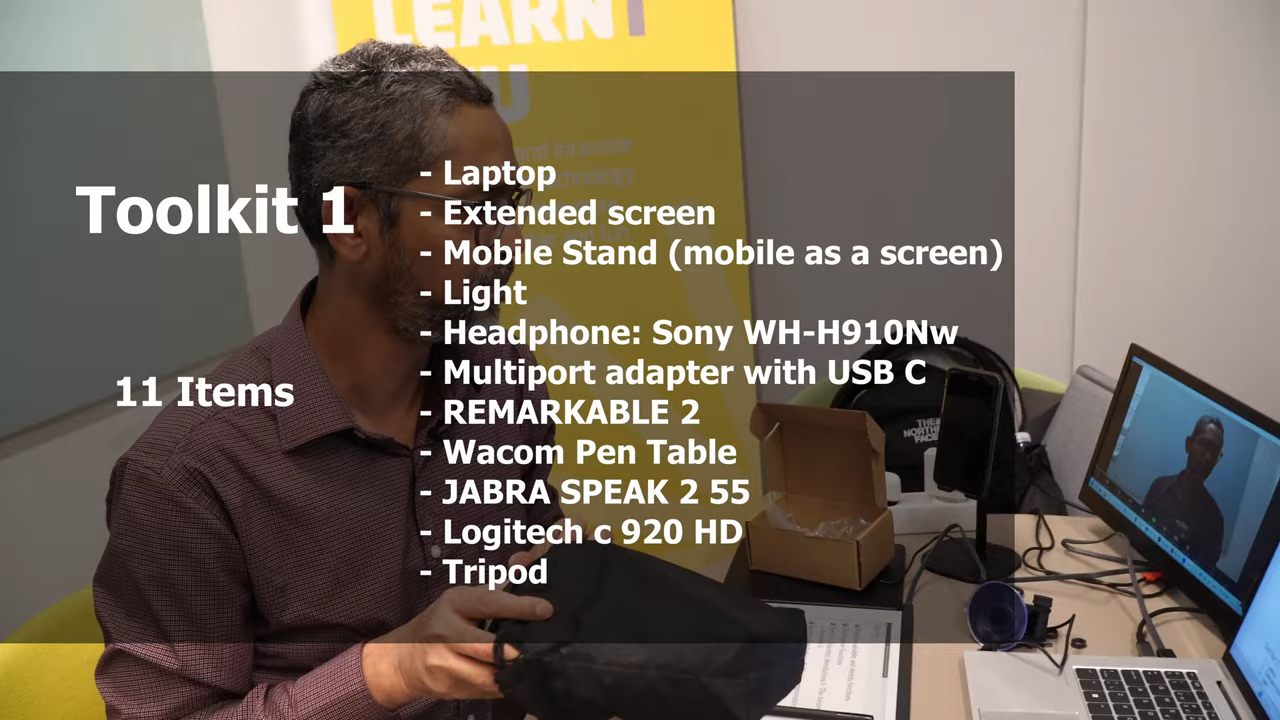 LEARN
U
and innovate
Toolkit 1
11 Items
- Laptop
- Extended screen
- Mobile Stand (mobile as a screen)
- Light
- Headphone: Sony WH-H910Nw
- Multiport adapter with USB C
- REMARKABLE 2
- Wacom Pen Table
- JABRA SPEAK 2 55
- Logitech c 920 HD
- Tripod
THE
NORTH
FACE